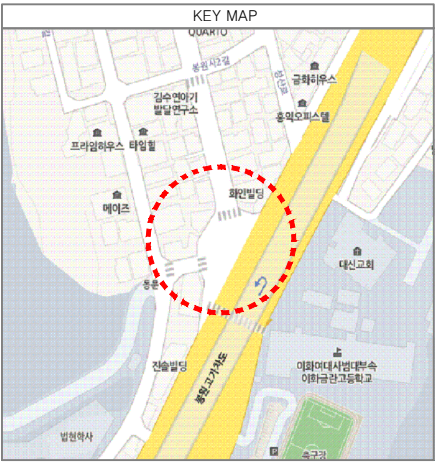 KEY MAP
QUARTO
봉원사2길
금화하우스
김수연아기
발달연구소
홍익오피스텔
프라임하우스
타임힐
화인빌딩
메이즈
대신교회
동문
진솔빌딩
봉원고가차도
이화여대사범대부속
이화금란고등학교
법현학사
P
축구장